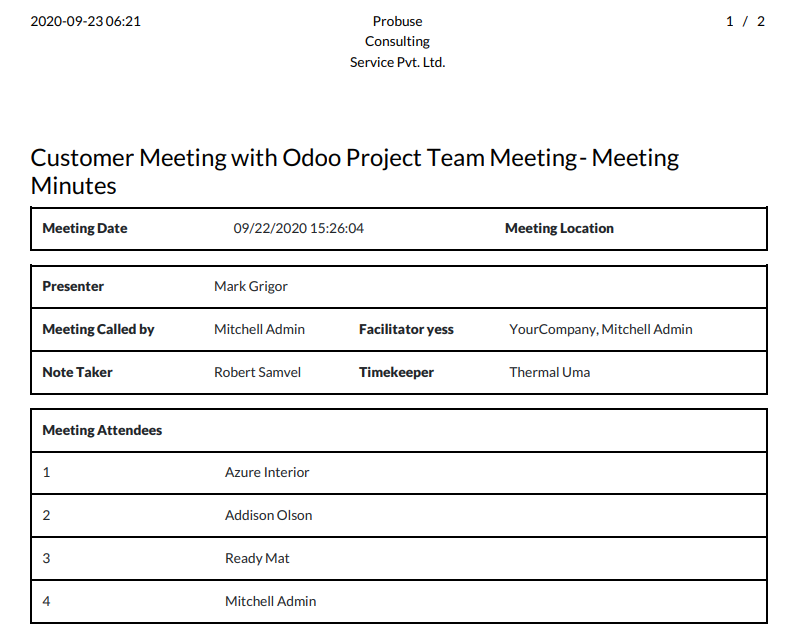 2020-09-23 06:21 Probuse 1 / 2
Consulting
Service Pvt. Ltd.
Customer Meeting with Odoo Project Team Meeting - Meeting
Minutes
Meeting Date 09/22/2020 15:26:04 Meeting Location
Presenter Mark Grigor
Meeting Called by Mitchell Admin Facilitator yess YourCompany, Mitchell Admin
Note Taker Robert Samvel Timekeeper Thermal Uma
Meeting Attendees
1 Azure Interior
2 Addison Olson
3 Ready Mat
4 Mitchell Admin